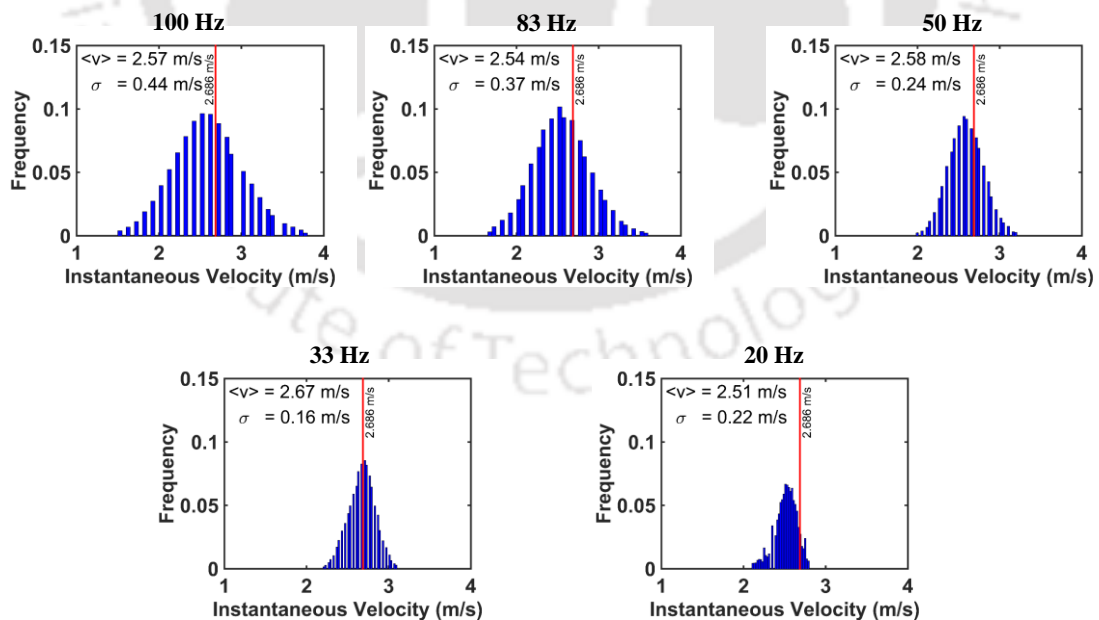 100 Hz
0.15
<v> = 2.57 m/s
σ = 0.44 m/s
2.686 m/s
0.1
Frequency
0.05
0
1 2 3 4
Instantaneous Velocity (m/s)
83 Hz
0.15
<v> = 2.54 m/s
σ = 0.37 m/s
2.686 m/s
0.1
Frequency
0.05
0
1 2 3 4
Instantaneous Velocity (m/s)
50 Hz
0.15
<v> = 2.58 m/s
σ = 0.24 m/s
2.686 m/s
0.1
Frequency
0.05
0
1 2 3 4
Instantaneous Velocity (m/s)
ute of Technolog
33 Hz
0.15
<v> = 2.67 m/s
σ = 0.16 m/s
2.686 m/s
0.1
Frequency
0.05
0
1 2 3 4
Instantaneous Velocity (m/s)
20 Hz
0.15
<v> = 2.51 m/s
σ = 0.22 m/s
2.686 m/s
0.1
Frequency
0.05
0
1 2 3 4
Instantaneous Velocity (m/s)